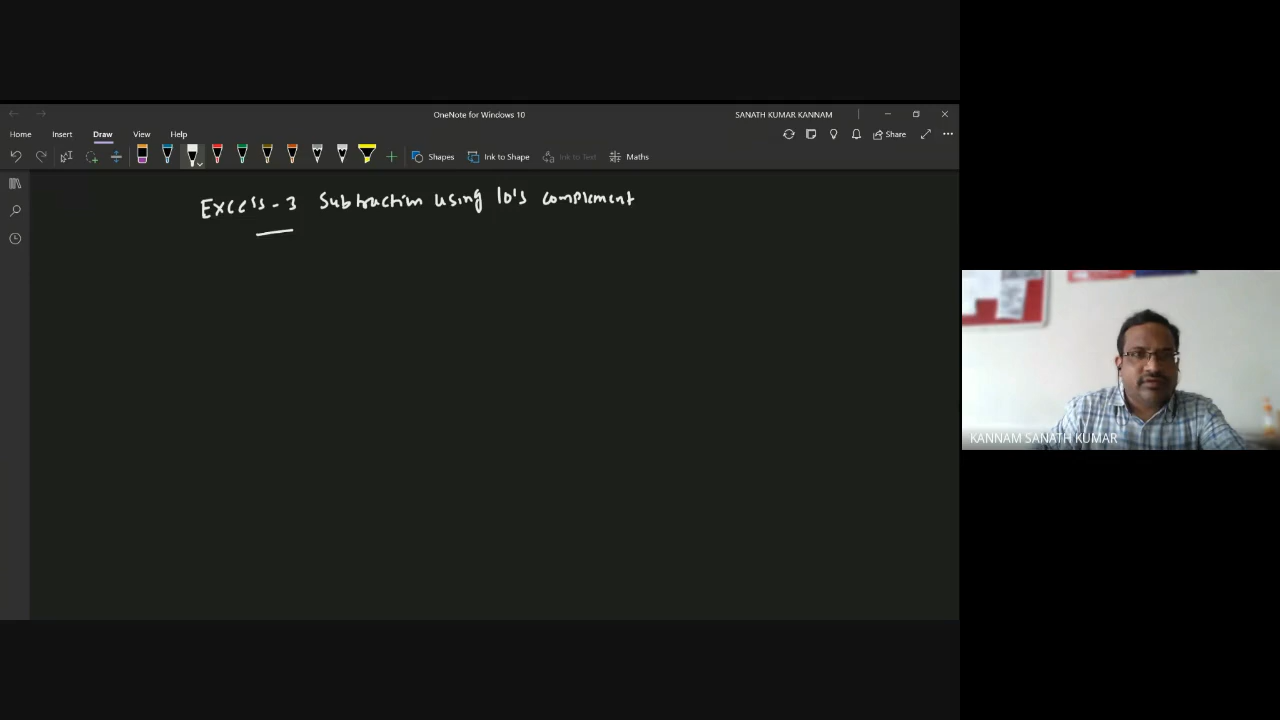 OneNote for Windows 10
SANATH KUMAR KANNAM
Home Insert Draw View Help
Share
Shapes Ink to Shape Ink to Text Maths
Excess-3 Subtraction using 10's complement
KANNAM SANATH KUMAR